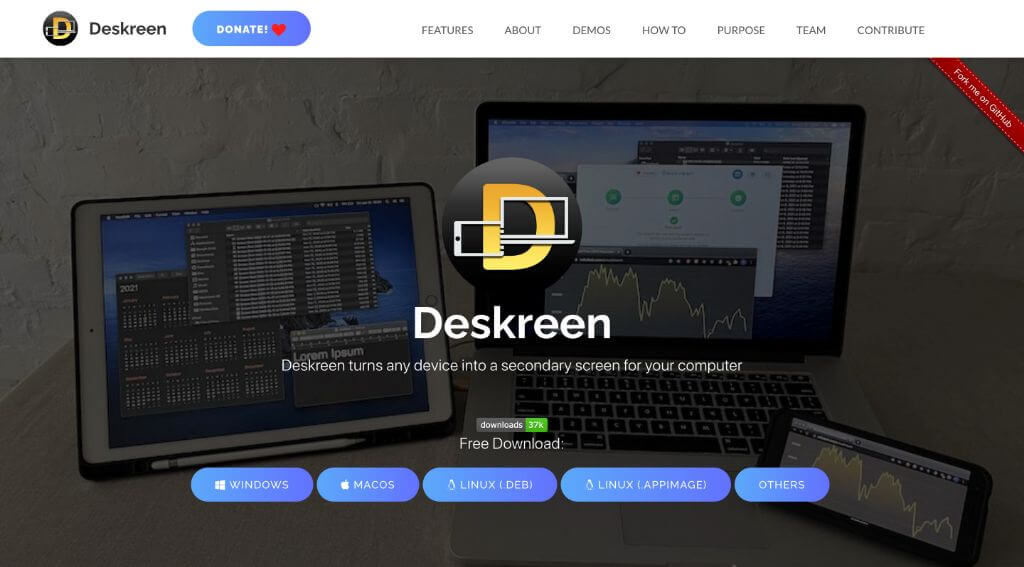 Deskreen
DONATE!
FEATURES
ABOUT
DEMOS
HOW TO
PURPOSE
TEAM
CONTRIBUTE
Fork me on GitHub
2021
Lorem Ipsum
Deskreen
Deskreen turns any device into a secondary screen for your computer
downloads 37k
Free Download:
WINDOWS
MACOS
LINUX (.DEB)
LINUX (.APPIMAGE)
OTHERS